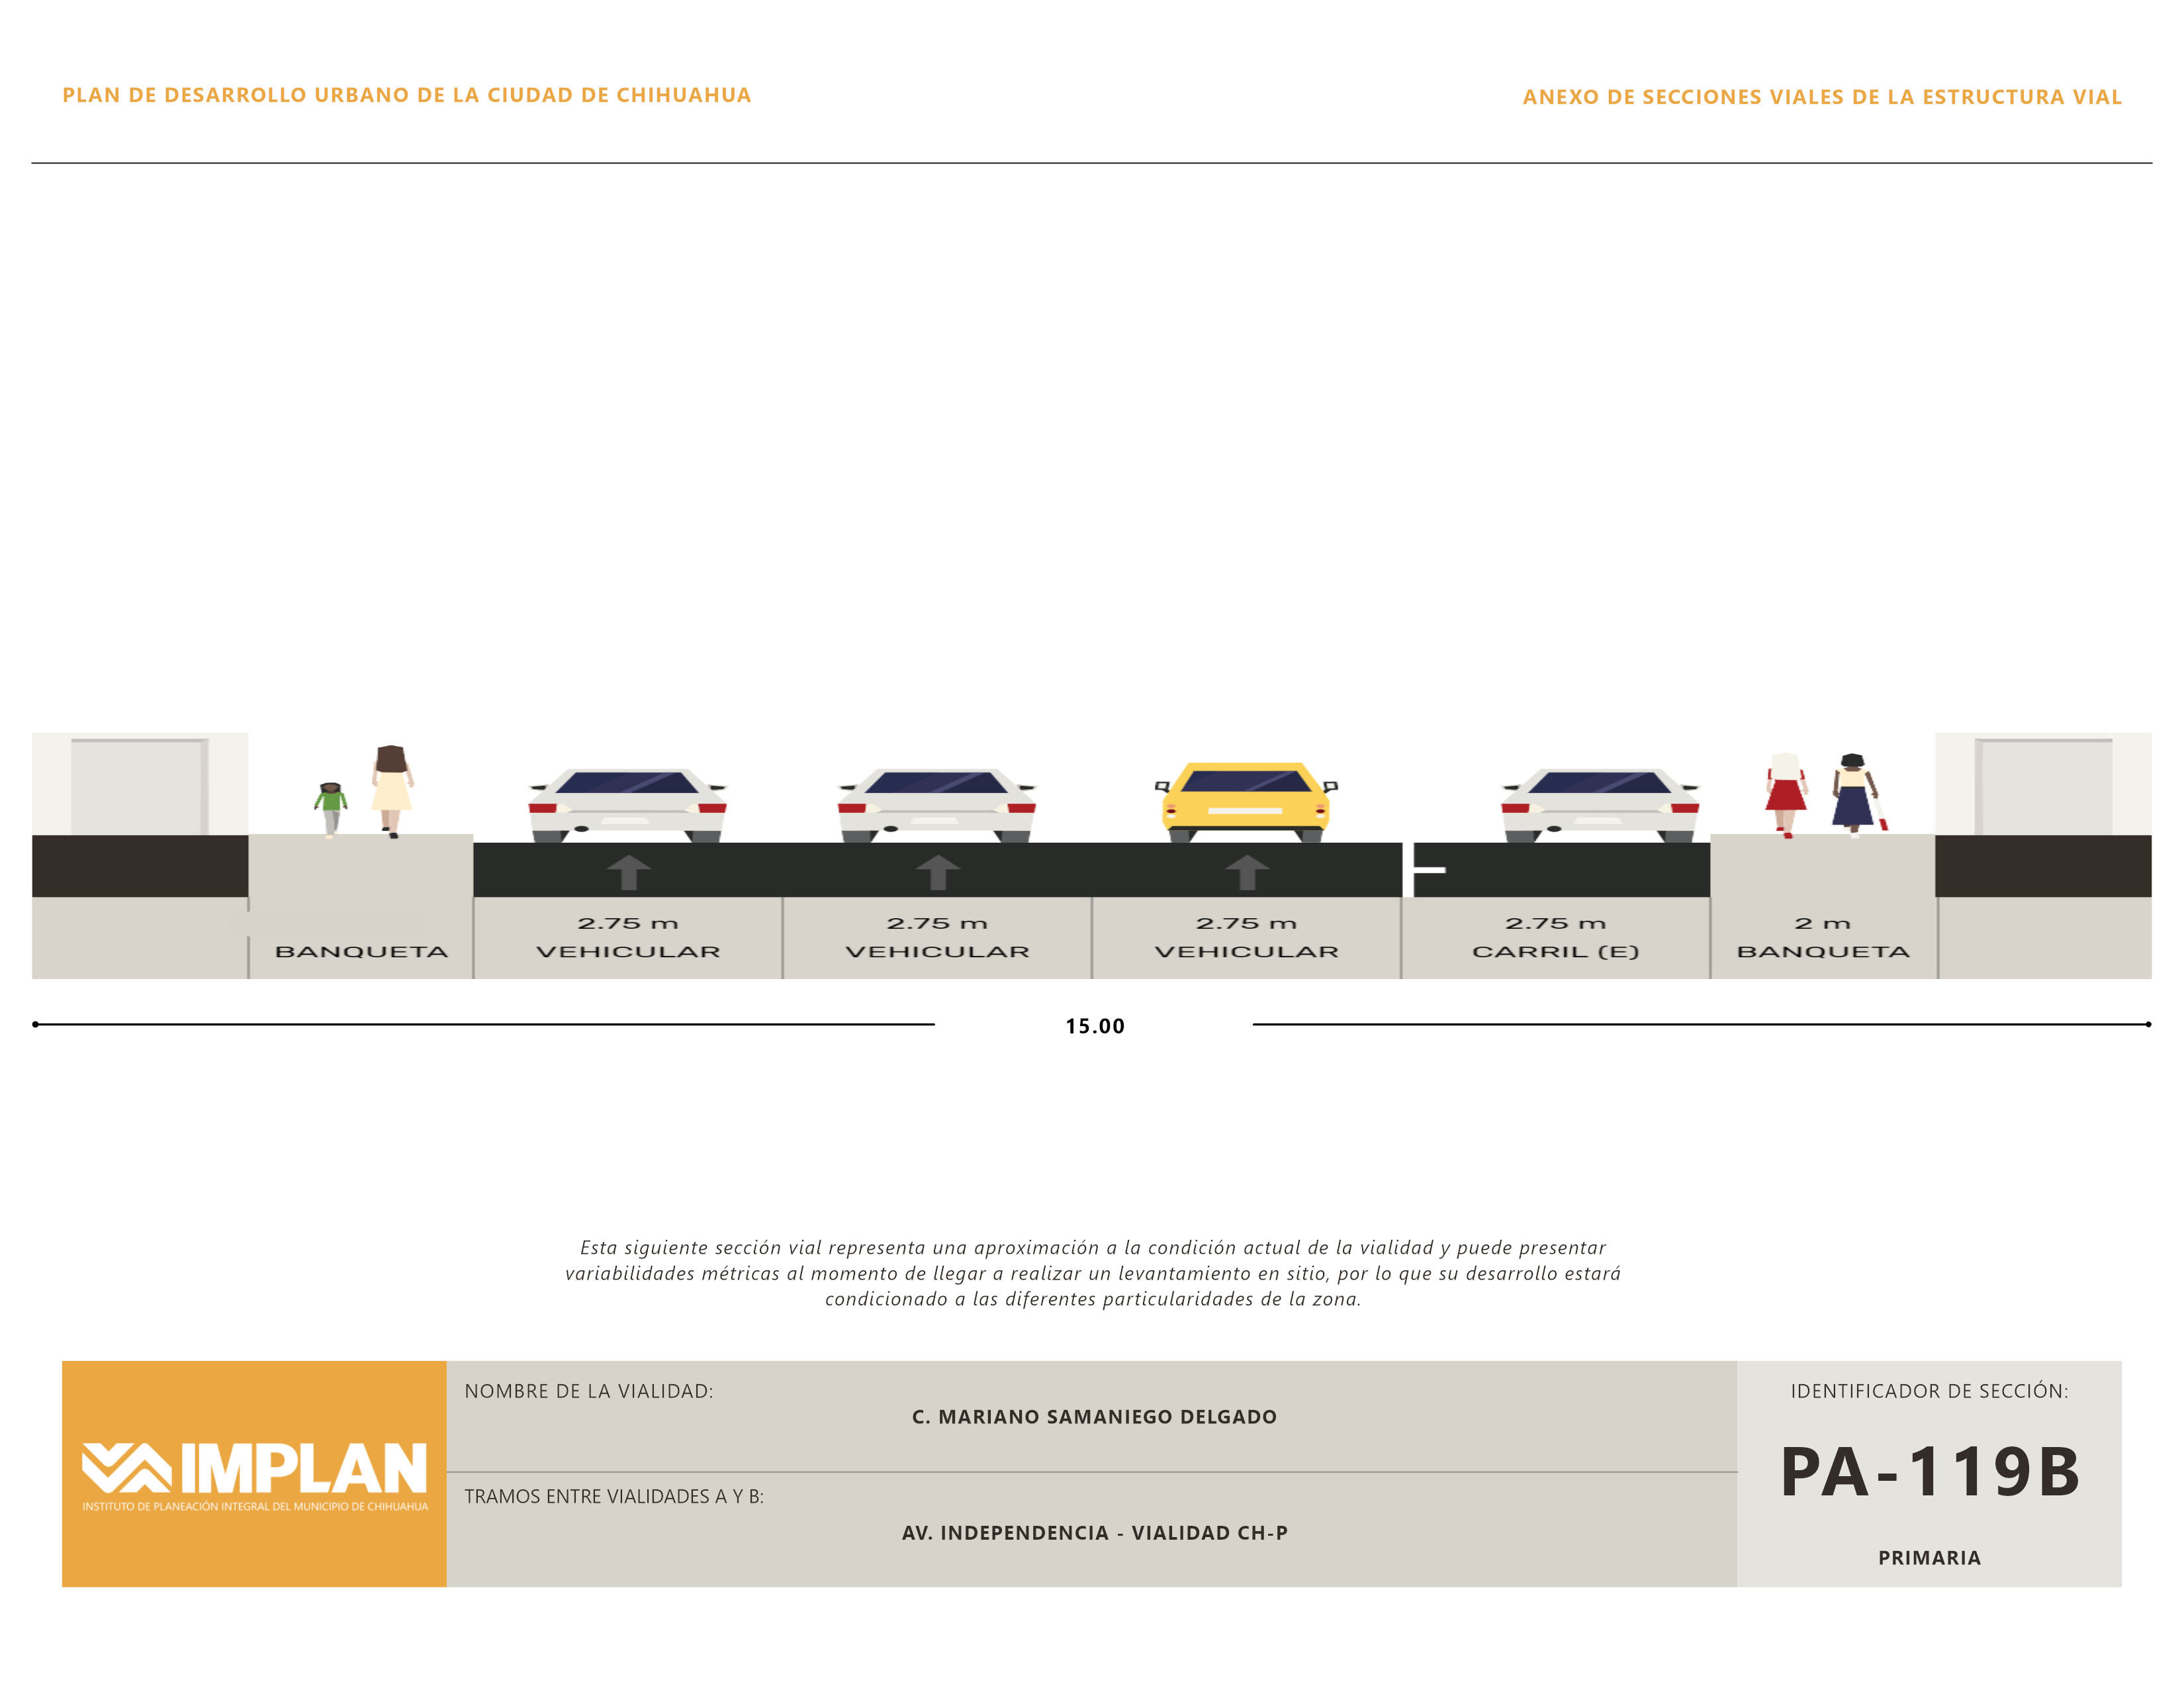 PLAN DE DESARROLLO URBANO DE LA CIUDAD DE CHIHUAHUA
ANEXO DE SECCIONES VIALES DE LA ESTRUCTURA VIAL
2.75 m 2.75 m 2.75 m 2.75 m 2 m
BANQUETA VEHICULAR VEHICULAR VEHICULAR CARRIL (E) BANQUETA
15.00
Esta siguiente sección vial representa una aproximación a la condición actual de la vialidad y puede presentar
variabilidades métricas al momento de llegar a realizar un levantamiento en sitio, por lo que su desarrollo estará
condicionado a las diferentes particularidades de la zona.
IMPLAN
INSTITUTO DE PLANEACIÓN INTEGRAL DEL MUNICIPIO DE CHIHUAHUA
NOMBRE DE LA VIALIDAD:
C. MARIANO SAMANIEGO DELGADO
TRAMOS ENTRE VIALIDADES A Y B:
AV. INDEPENDENCIA - VIALIDAD CH-P
IDENTIFICADOR DE SECCIÓN:
PA-119B
PRIMARIA